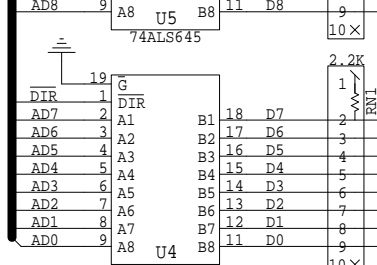 AD8 9 A8 U5 B8 11 D8 9
74ALS645 10×
2.2K
19 G̅ 1
D̅I̅R̅ 1 D̅I̅R̅ RN1
AD7 2 A1 B1 18 D7 2
AD6 3 A2 B2 17 D6 3
AD5 4 A3 B3 16 D5 4
AD4 5 A4 B4 15 D4 5
AD3 6 A5 B5 14 D3 6
AD2 7 A6 B6 13 D2 7
AD1 8 A7 B7 12 D1 8
AD0 9 A8 U4 B8 11 D0 9
10×